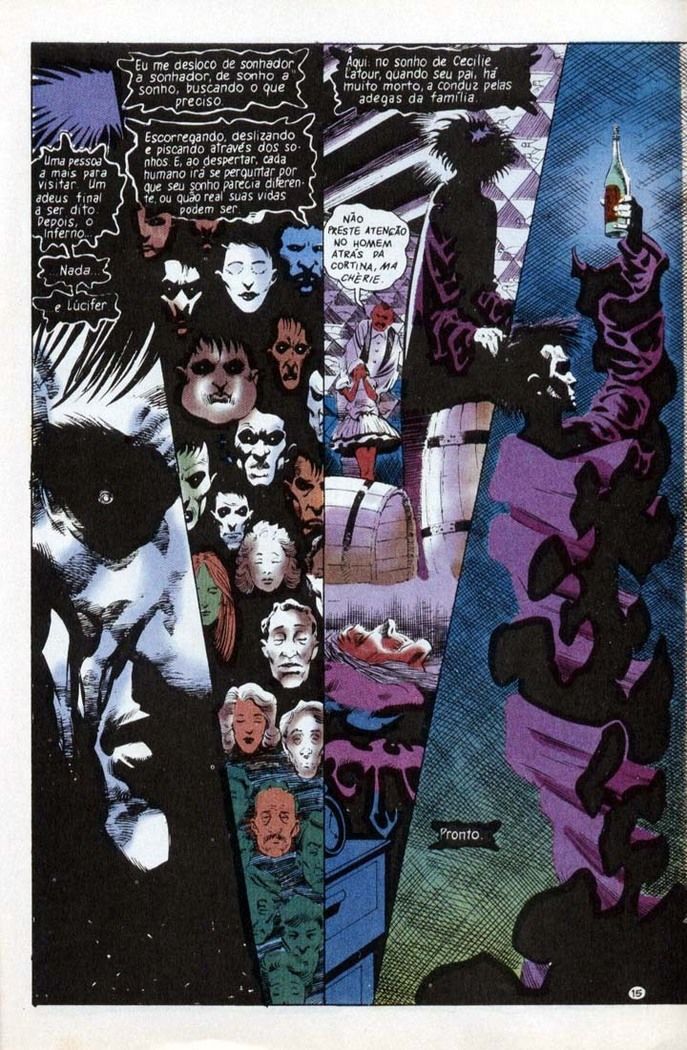 Eu me desloco de sonhador
a sonhador, de sonho a
sonho, buscando o que
preciso.
Escorregando, deslizando
e piscando através dos so-
nhos. E, ao despertar, cada
humano irá se perguntar por
que seu sonho parecia diferen-
te, ou quão real suas vidas
podem ser.
Uma pessoa
a mais para
visitar. Um
adeus final
a ser dito.
Depois, o
Inferno...
...Nada...
e Lúcifer
Aqui: no sonho de Cecilie
Latour, quando seu pai, há
muito morto, a conduz pelas
adegas da família.
NÃO
PRESTE ATENÇÃO
NO HOMEM
ATRÁS DA
CORTINA, MA
CHÈRIE.
Pronto.
15